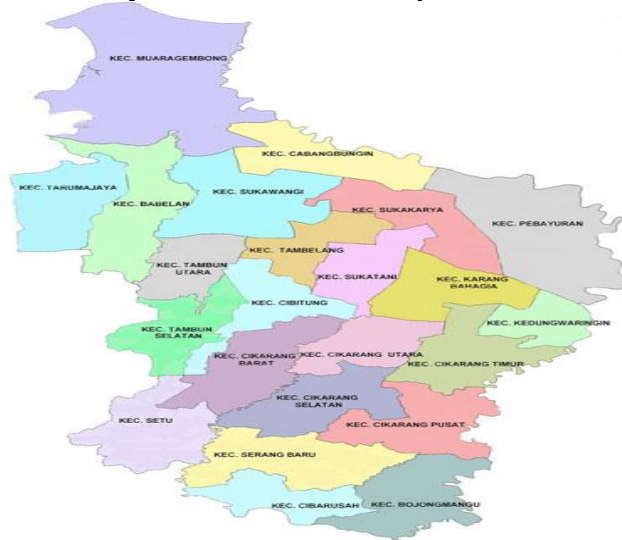 KEC. MUARAGEMBONG
KEC. CABANGBUNGIN
KEC. TARUMAJAYA
KEC. BABELAN
KEC. SUKAWANGI
KEC. SUKAKARYA
KEC. PEBAYURAN
KEC. TAMBUN
UTARA
KEC. TAMBELANG
KEC. SUKATANI
KEC. KARANG
BAHAGIA
KEC. CIBITUNG
KEC. TAMBUN
SELATAN
KEC. KEDUNGWARINGIN
KEC. CIKARANG
BARAT
KEC. CIKARANG UTARA
KEC. CIKARANG TIMUR
KEC. SETU
KEC. CIKARANG
SELATAN
KEC. CIKARANG PUSAT
KEC. SERANG BARU
KEC. CIBARUSAH
KEC. BOJONGMANGU